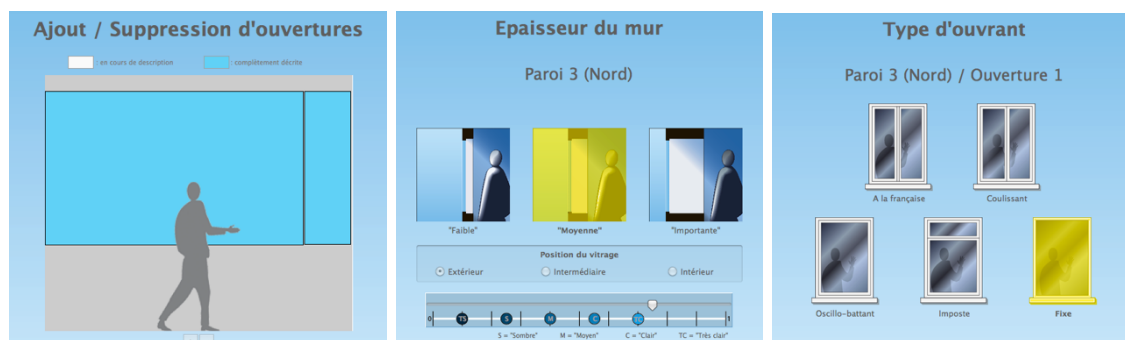 Ajout / Suppression d'ouvertures
: en cours de description : complètement décrite
Epaisseur du mur
Paroi 3 (Nord)
"Faible" "Moyenne" "Importante"
Position du vitrage
Extérieur Intermédiaire Intérieur
0 TS S M C TC 1
S = "Sombre" M = "Moyen" C = "Clair" TC = "Très clair"
Type d'ouvrant
Paroi 3 (Nord) / Ouverture 1
A la française Coulissant
Oscillo-battant Imposte Fixe